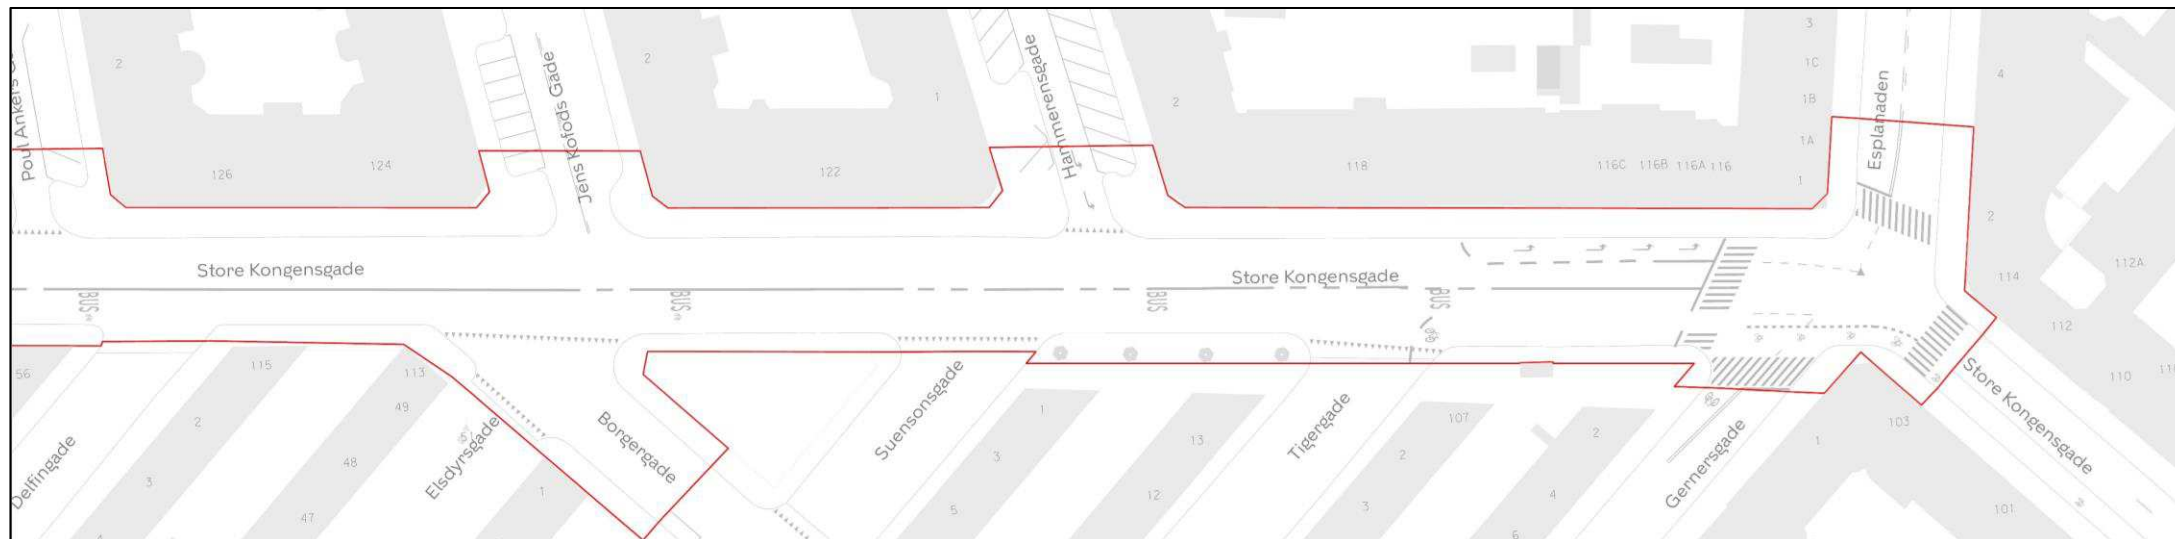 Jens Kofods Gade
Hammerensgade
Esplanaden
2
2
1
2
3
1C
1B
1A
1
4
126
124
122
118
116C
116B
116A
116
2
114
112A
112
110
Store Kongensgade
Store Kongensgade
BUS
BUS
BUS
BUS
56
115
113
49
2
48
3
47
51
1
Delfingade
Elsdyrsgade
Borgergade
Suensonsgade
1
3
5
13
12
Tigergade
107
2
3
2
4
6
Gernersgade
1
103
101
Store Kongensgade